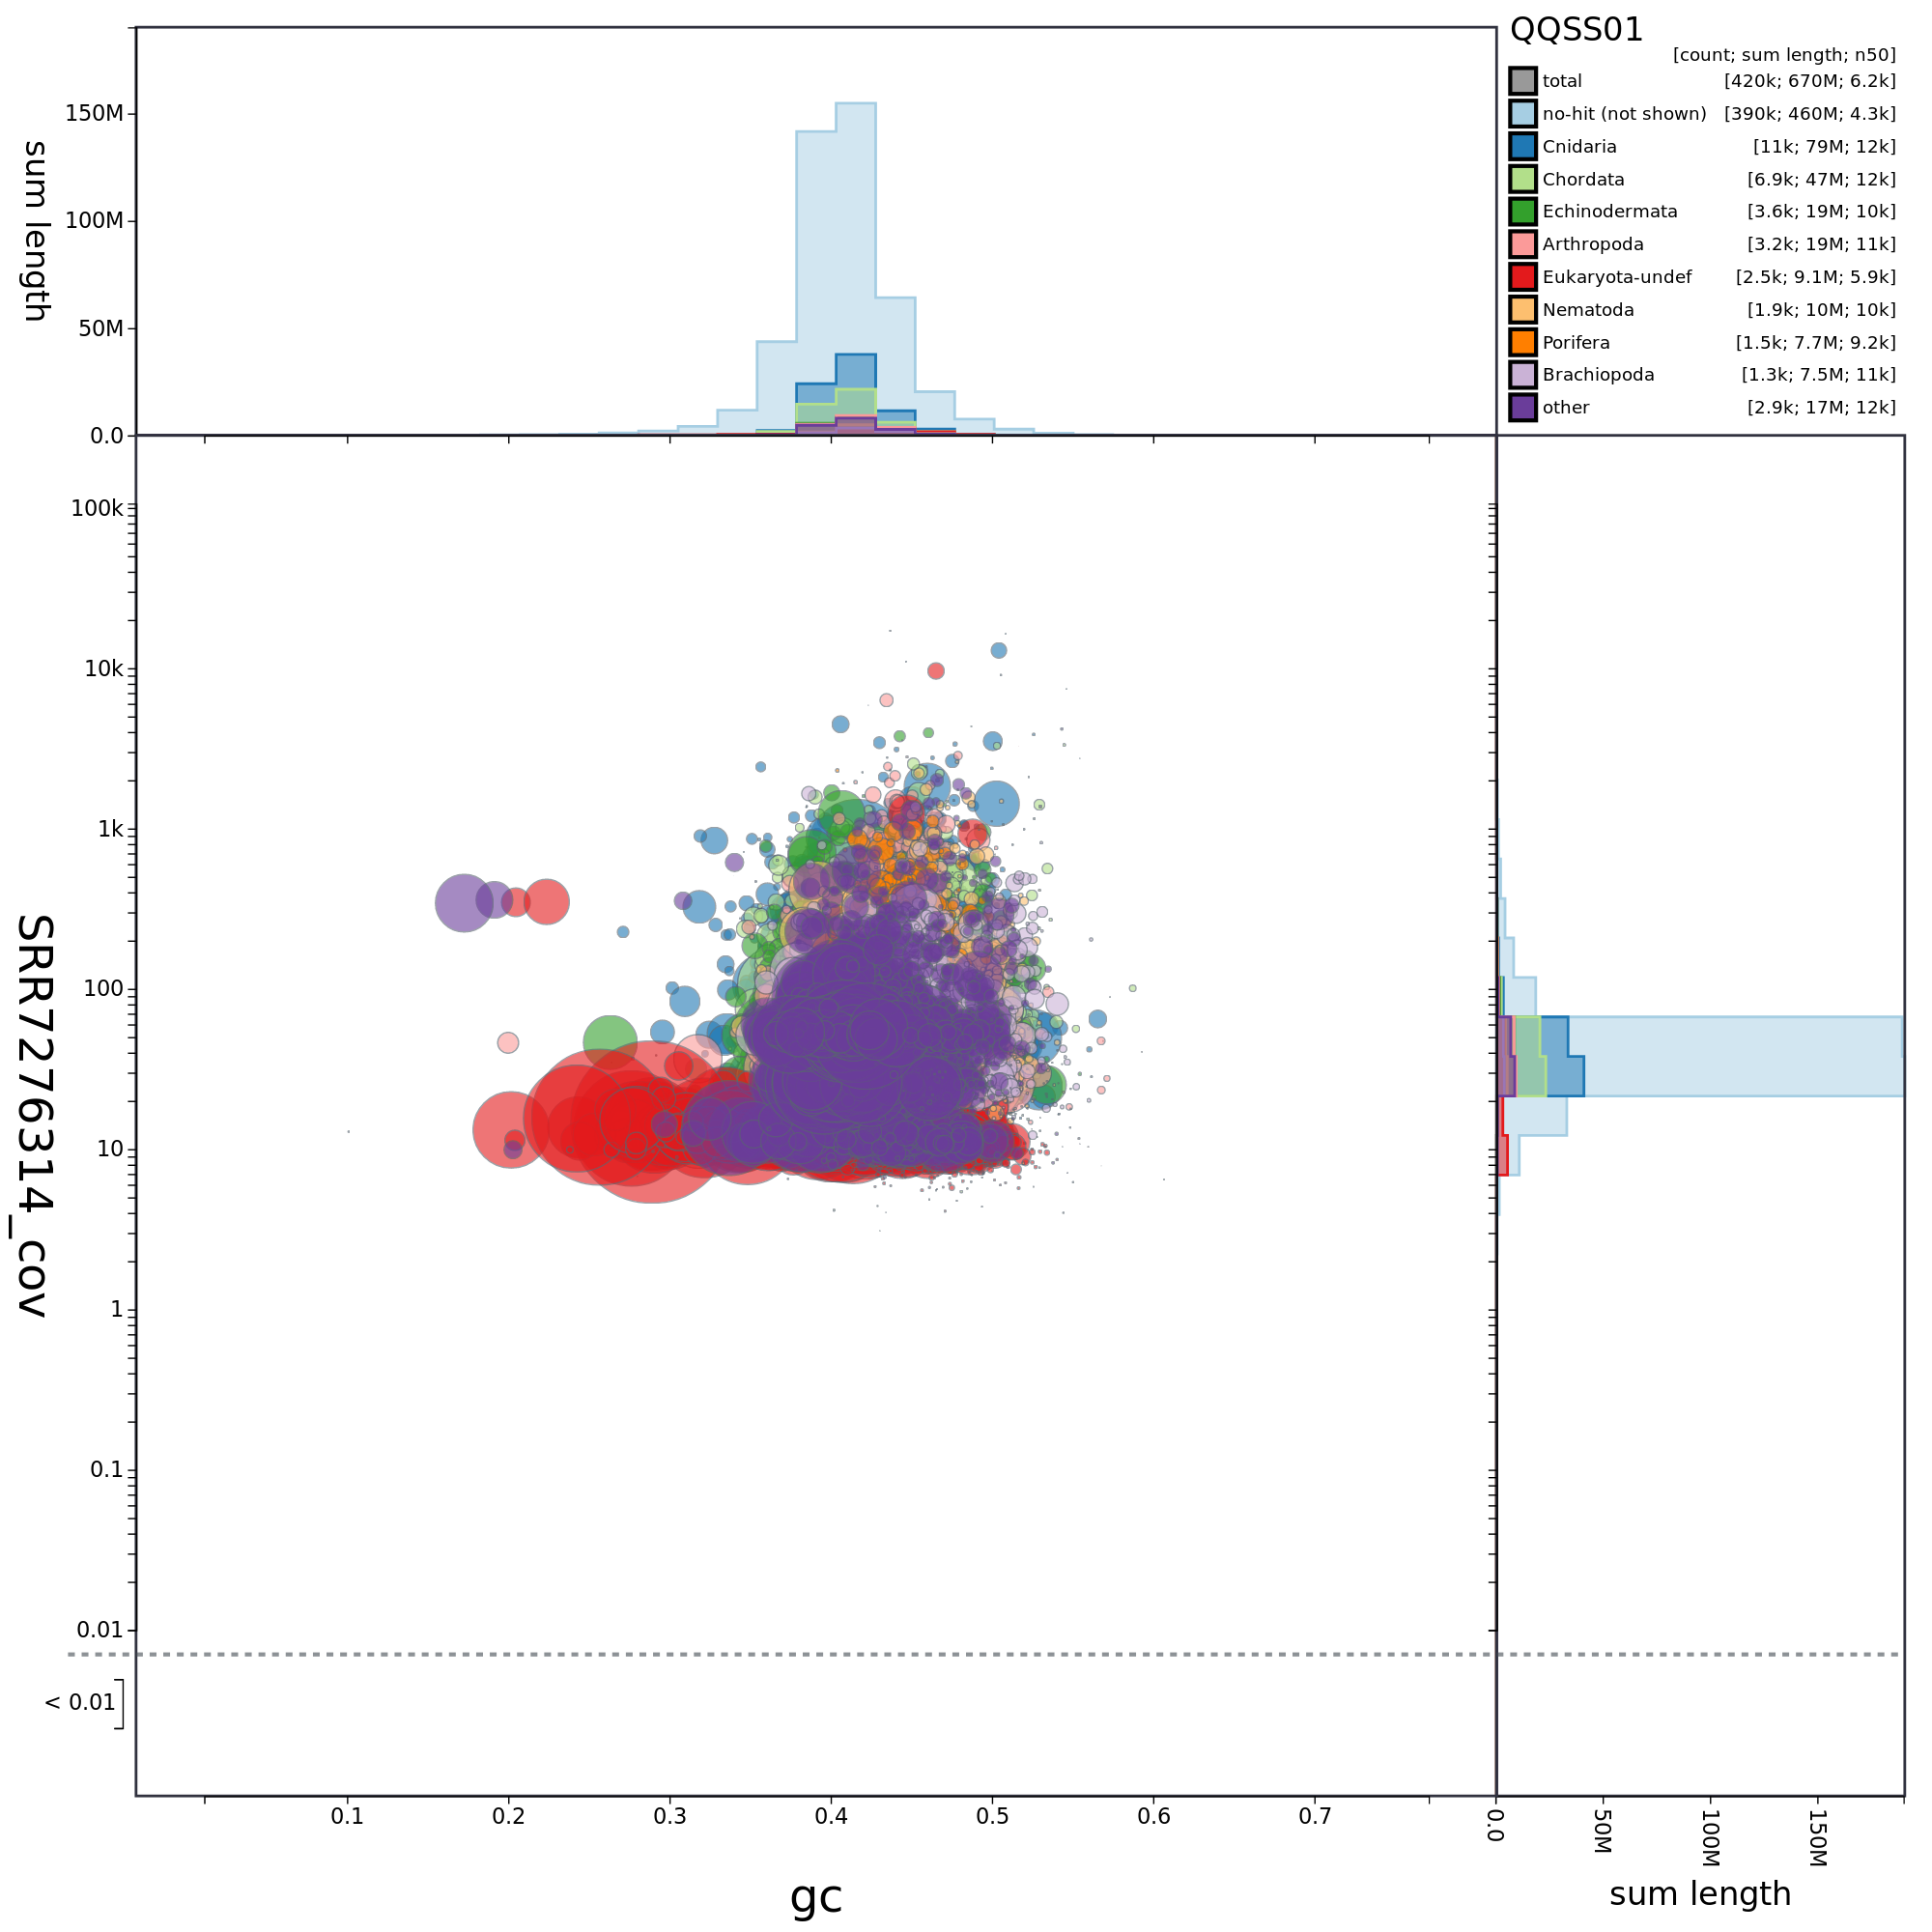 QQSS01
[count; sum length; n50]
total [420k; 670M; 6.2k]
no-hit (not shown) [390k; 460M; 4.3k]
Cnidaria [11k; 79M; 12k]
Chordata [6.9k; 47M; 12k]
Echinodermata [3.6k; 19M; 10k]
Arthropoda [3.2k; 19M; 11k]
Eukaryota-undef [2.5k; 9.1M; 5.9k]
Nematoda [1.9k; 10M; 10k]
Porifera [1.5k; 7.7M; 9.2k]
Brachiopoda [1.3k; 7.5M; 11k]
other [2.9k; 17M; 12k]
sum length
150M
100M
50M
0.0
SRR7276314_cov
100k
10k
1k
100
10
1
0.1
0.01
< 0.01
0.1 0.2 0.3 0.4 0.5 0.6 0.7
gc
0.0 50M 100M 150M
sum length